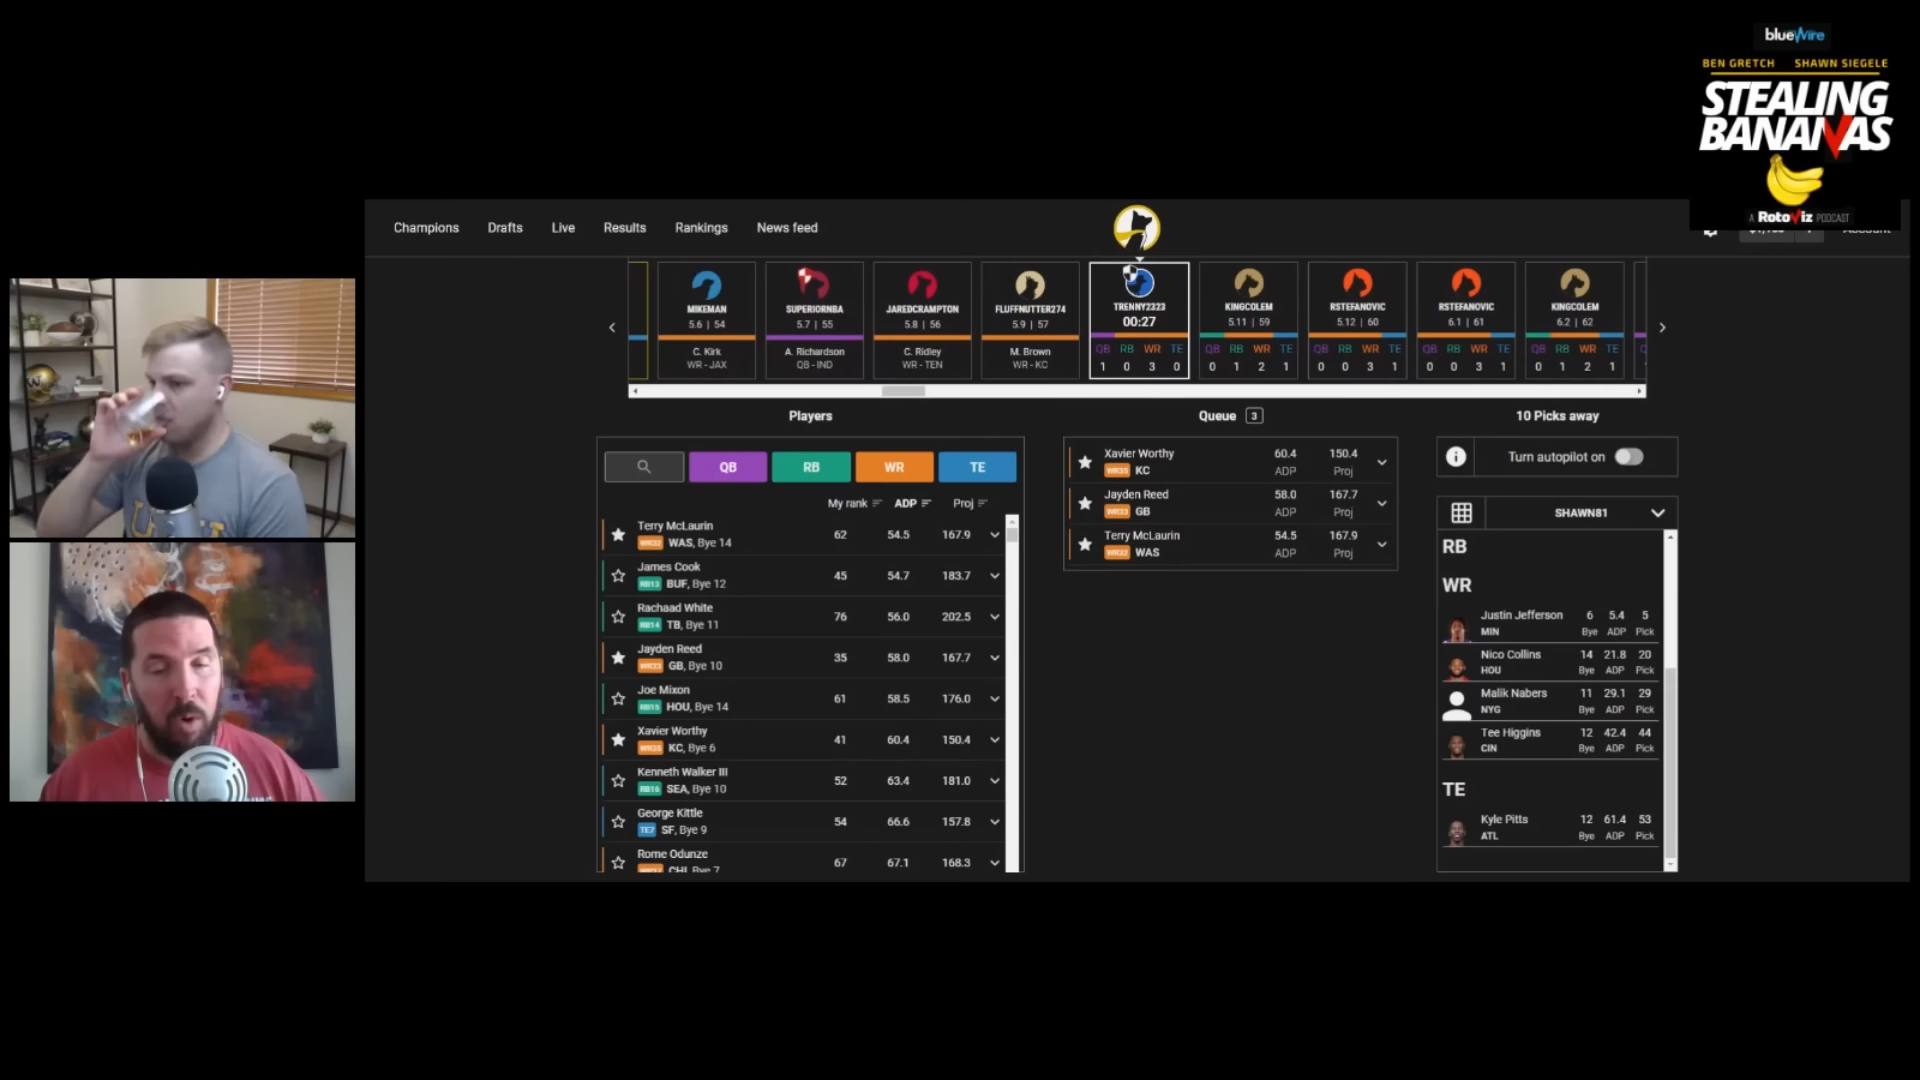 blueWire
BEN GRETCH SHAWN SIEGELE
STEALING
BANANAS
A RotoViz PODCAST
Champions Drafts Live Results Rankings News feed
Account
MIKEMAN
5.6 | 54
C. Kirk
WR - JAX
SUPERIORNBA
5.7 | 55
A. Richardson
QB - IND
JAREDCRAMPTON
5.8 | 56
C. Ridley
WR - TEN
FLUFFNUTTER274
5.9 | 57
M. Brown
WR - KC
TRENNY2323
00:27
QB RB WR TE
1 0 3 0
KINGCOLEM
5.11 | 59
QB RB WR TE
0 1 2 1
RSTEFANOVIC
5.12 | 60
QB RB WR TE
0 0 3 1
RSTEFANOVIC
6.1 | 61
QB RB WR TE
0 0 3 1
KINGCOLEM
6.2 | 62
QB RB WR TE
0 1 2 1
Players
QB RB WR TE
My rank ADP Proj
Terry McLaurin
WR32 WAS, Bye 14 62 54.5 167.9
James Cook
RB13 BUF, Bye 12 45 54.7 183.7
Rachaad White
RB14 TB, Bye 11 76 56.0 202.5
Jayden Reed
WR33 GB, Bye 10 35 58.0 167.7
Joe Mixon
RB15 HOU, Bye 14 61 58.5 176.0
Xavier Worthy
WR35 KC, Bye 6 41 60.4 150.4
Kenneth Walker III
RB16 SEA, Bye 10 52 63.4 181.0
George Kittle
TE7 SF, Bye 9 54 66.6 157.8
Rome Odunze
CHI, Bye 7 67 67.1 168.3
Queue 3
Xavier Worthy 60.4 150.4
WR35 KC ADP Proj
Jayden Reed 58.0 167.7
WR33 GB ADP Proj
Terry McLaurin 54.5 167.9
WR32 WAS ADP Proj
10 Picks away
Turn autopilot on
SHAWN81
RB
WR
Justin Jefferson 6 5.4 5
MIN Bye ADP Pick
Nico Collins 14 21.8 20
HOU Bye ADP Pick
Malik Nabers 11 29.1 29
NYG Bye ADP Pick
Tee Higgins 12 42.4 44
CIN Bye ADP Pick
TE
Kyle Pitts 12 61.4 53
ATL Bye ADP Pick